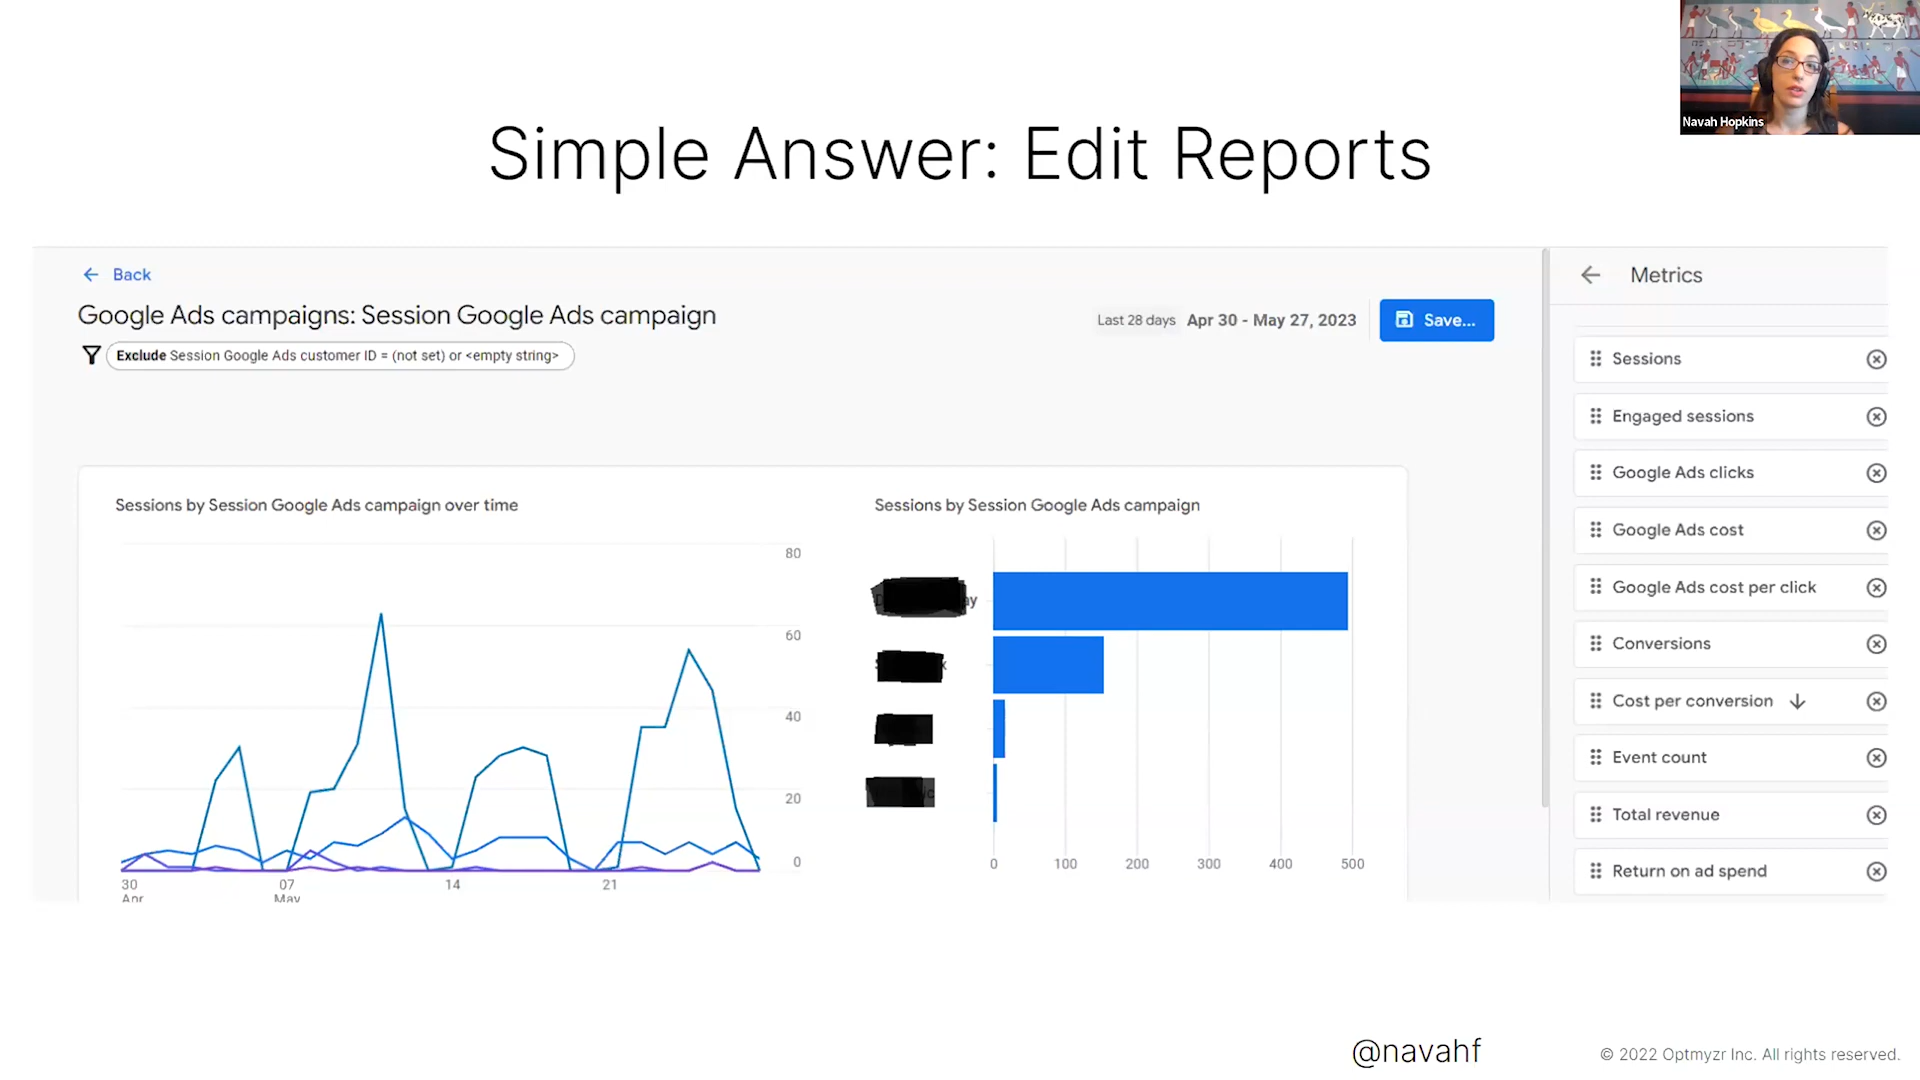 Navah Hopkins
Simple Answer: Edit Reports
Back
Google Ads campaigns: Session Google Ads campaign
Last 28 days Apr 30 - May 27, 2023
Save...
Exclude Session Google Ads customer ID = (not set) or <empty string>
Sessions by Session Google Ads campaign over time
80
60
40
20
0
30
Apr
07
May
14
21
Sessions by Session Google Ads campaign
0
100
200
300
400
500
Metrics
Sessions
Engaged sessions
Google Ads clicks
Google Ads cost
Google Ads cost per click
Conversions
Cost per conversion
Event count
Total revenue
Return on ad spend
@navahf
© 2022 Optmyzr Inc. All rights reserved.